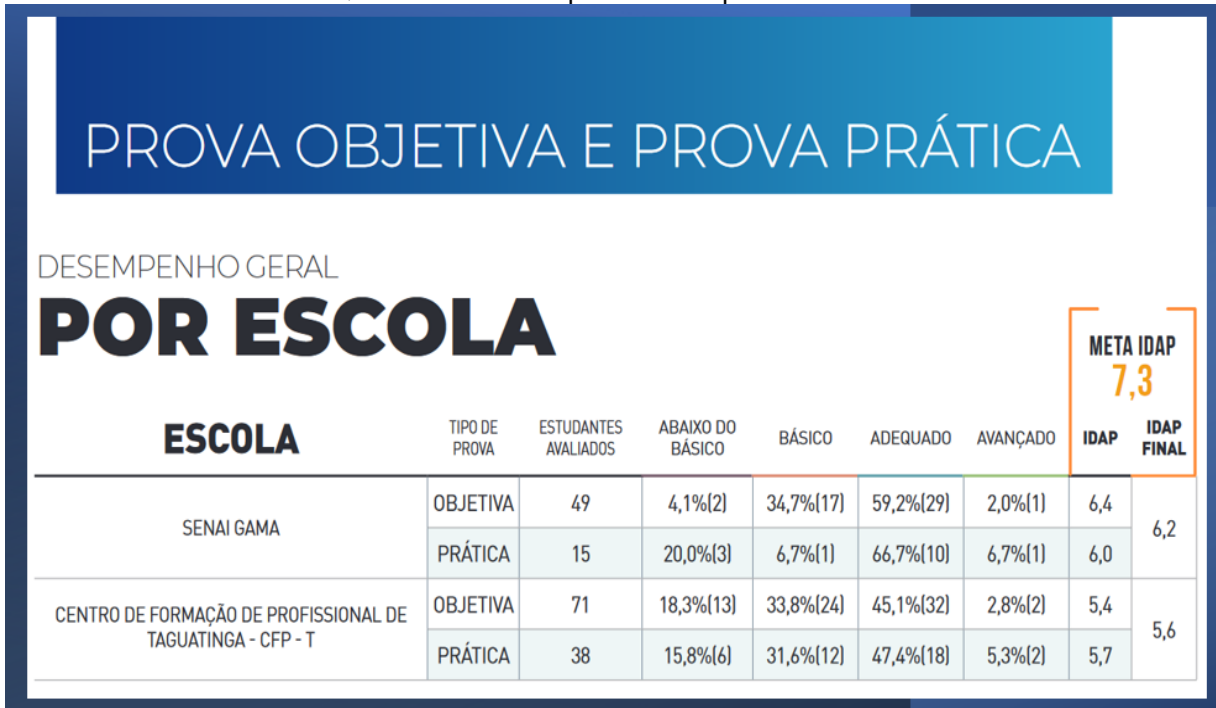 PROVA OBJETIVA E PROVA PRÁTICA
DESEMPENHO GERAL
POR ESCOLA
META IDAP
7,3
ESCOLA TIPO DE PROVA ESTUDANTES AVALIADOS ABAIXO DO BÁSICO BÁSICO ADEQUADO AVANÇADO IDAP IDAP FINAL
SENAI GAMA OBJETIVA 49 4,1%(2) 34,7%(17) 59,2%(29) 2,0%(1) 6,4 6,2
PRÁTICA 15 20,0%(3) 6,7%(1) 66,7%(10) 6,7%(1) 6,0
CENTRO DE FORMAÇÃO DE PROFISSIONAL DE TAGUATINGA - CFP - T OBJETIVA 71 18,3%(13) 33,8%(24) 45,1%(32) 2,8%(2) 5,4 5,6
PRÁTICA 38 15,8%(6) 31,6%(12) 47,4%(18) 5,3%(2) 5,7